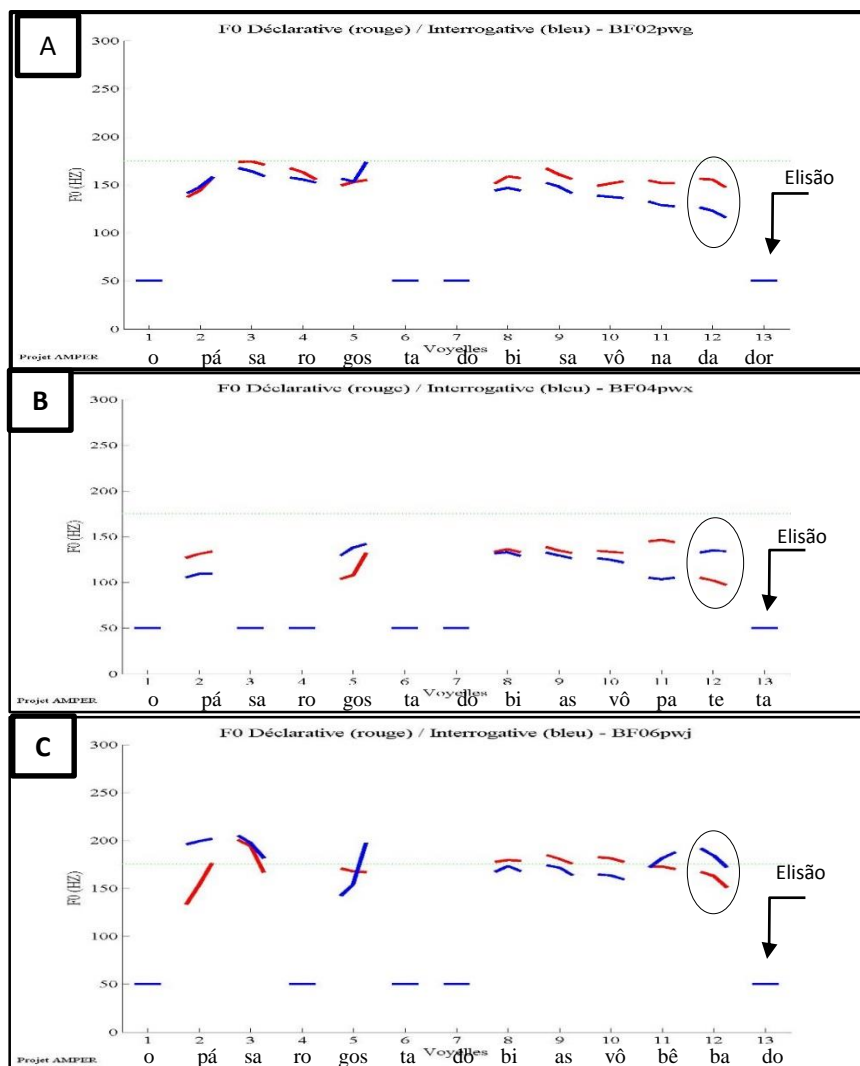 A
F0 Déclarative (rouge) / Interrogative (bleu) - BF02pwg
300
250
200
150
100
50
0
F0 (HZ)
Elisão
1 2 3 4 5 6 7 8 9 10 11 12 13
Voyelles
Projet AMPER
o pá sa ro gos ta do bi sa vô na da dor
B
F0 Déclarative (rouge) / Interrogative (bleu) - BF04pwx
300
250
200
150
100
50
0
F0 (HZ)
Elisão
1 2 3 4 5 6 7 8 9 10 11 12 13
Voyelles
Projet AMPER
o pá sa ro gos ta do bi as vô pa te ta
C
F0 Déclarative (rouge) / Interrogative (bleu) - BF06pwj
300
250
200
150
100
50
0
F0 (HZ)
Elisão
1 2 3 4 5 6 7 8 9 10 11 12 13
Voyelles
Projet AMPER
o pá sa ro gos ta do bi as vô bê ba do